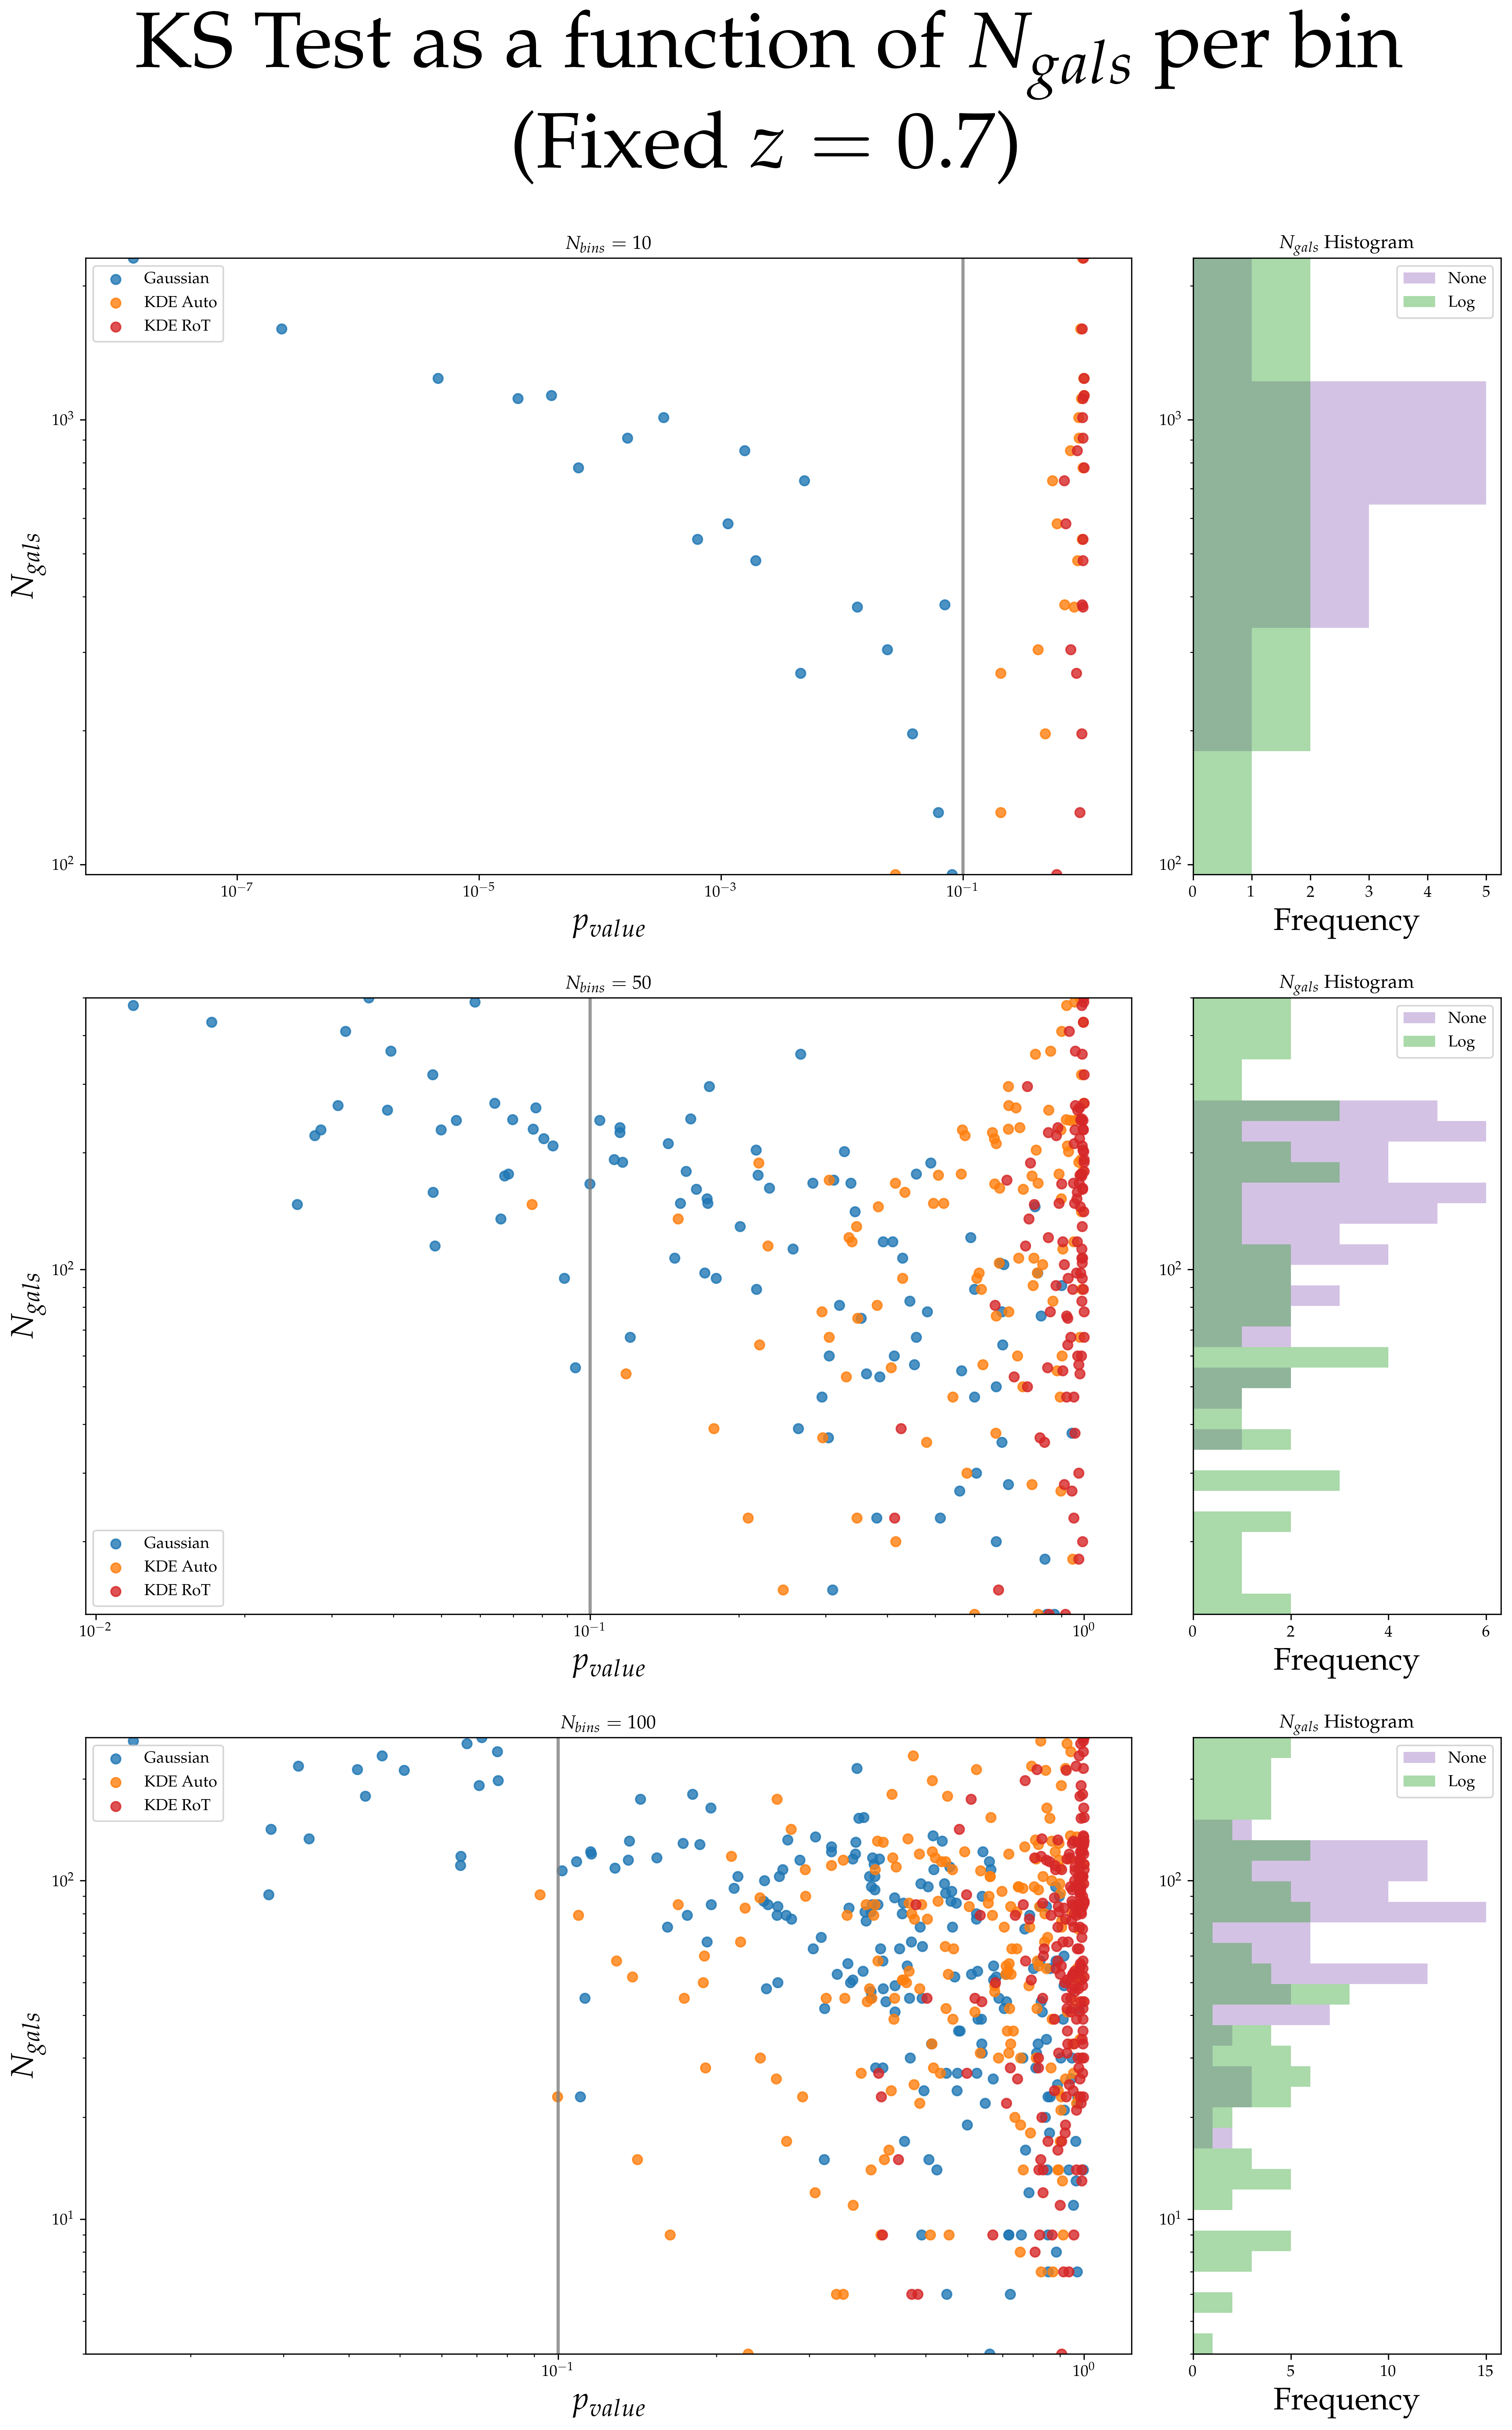 KS Test as a function of N_gals per bin
(Fixed z = 0.7)
N_bins = 10
N_gals Histogram
Gaussian
KDE Auto
KDE RoT
None
Log
N_gals
10^3
10^2
10^3
10^2
10^-7
10^-5
10^-3
10^-1
0 1 2 3 4 5
p_value
Frequency
N_bins = 50
N_gals Histogram
None
Log
N_gals
10^2
10^2
Gaussian
KDE Auto
KDE RoT
10^-2
10^-1
10^0
0 2 4 6
p_value
Frequency
N_bins = 100
N_gals Histogram
Gaussian
KDE Auto
KDE RoT
None
Log
N_gals
10^2
10^1
10^2
10^1
10^-1
10^0
0 5 10 15
p_value
Frequency